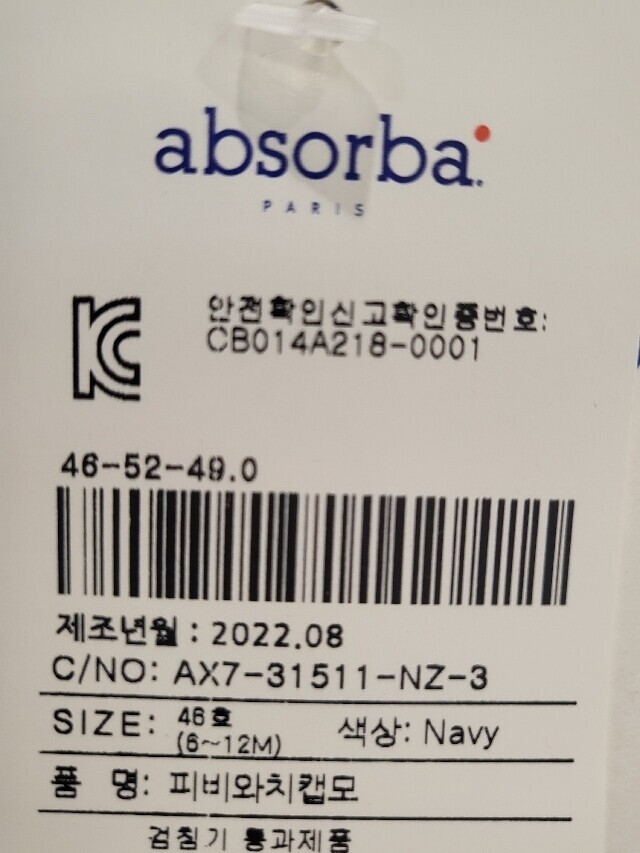 absorba.
PARIS
안전확인신고확인증번호:
CB014A218-0001
46-52-49.0
제조년월 : 2022.08
C/NO: AX7-31511-NZ-3
SIZE: 46호
(6~12M)
색상: Navy
품 명: 피비와치캡모
검침기 통과제품